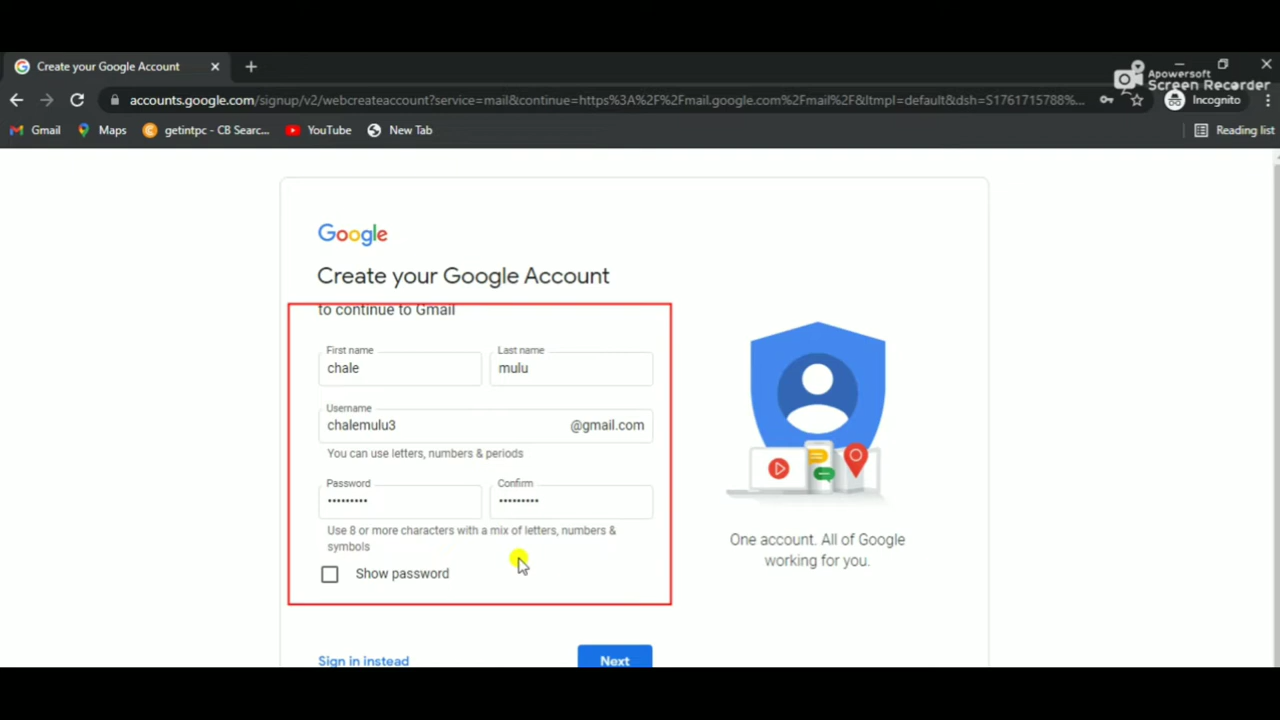 Create your Google Account
Apowersoft
Screen Recorder
accounts.google.com/signup/v2/webcreateaccount?service=mail&continue=https%3A%2F%2Fmail.google.com%2Fmail%2F&ltmpl=default&dsh=S1761715788%...
Incognito
Gmail
Maps
getintpc - CB Searc...
YouTube
New Tab
Reading list
Google
Create your Google Account
to continue to Gmail
First name
Last name
chale
mulu
Username
chalemulu3
@gmail.com
You can use letters, numbers & periods
Password
Confirm
•••••••••
•••••••••
Use 8 or more characters with a mix of letters, numbers &
symbols
Show password
Sign in instead
Next
One account. All of Google
working for you.